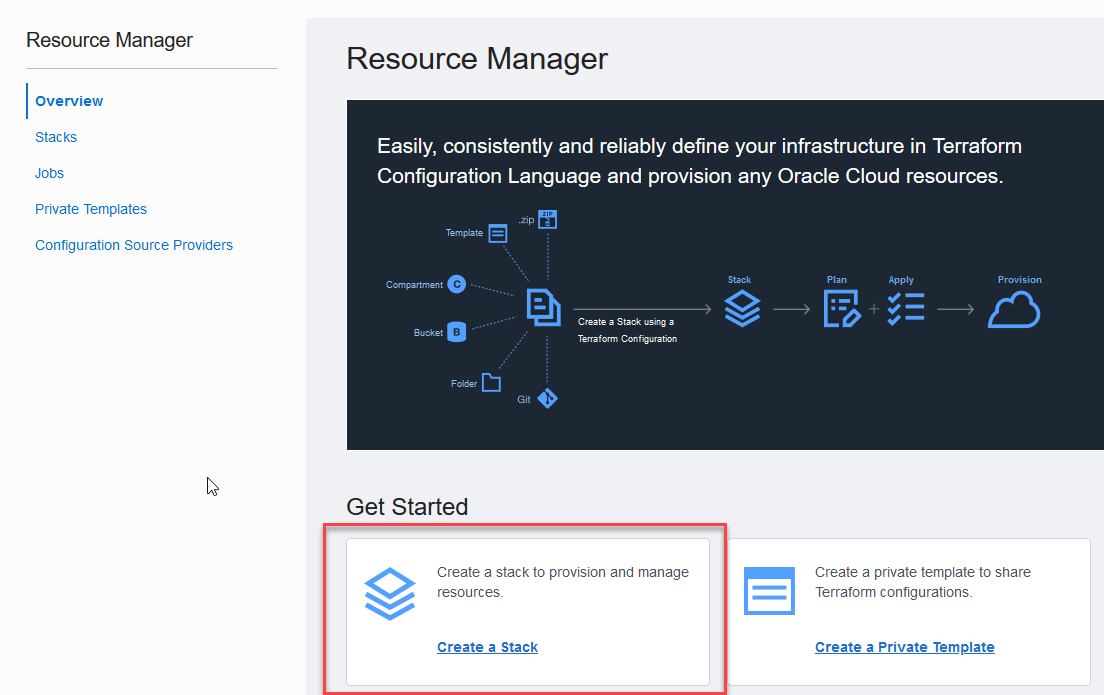 Resource Manager
Overview
Stacks
Jobs
Private Templates
Configuration Source Providers
Resource Manager
Easily, consistently and reliably define your infrastructure in Terraform
Configuration Language and provision any Oracle Cloud resources.
.zip
ZIP
Template
Compartment
C
Bucket
B
Folder
Git
Create a Stack using a
Terraform Configuration
Stack
Plan
+
Apply
Provision
Get Started
Create a stack to provision and manage
resources.
Create a Stack
Create a private template to share
Terraform configurations.
Create a Private Template